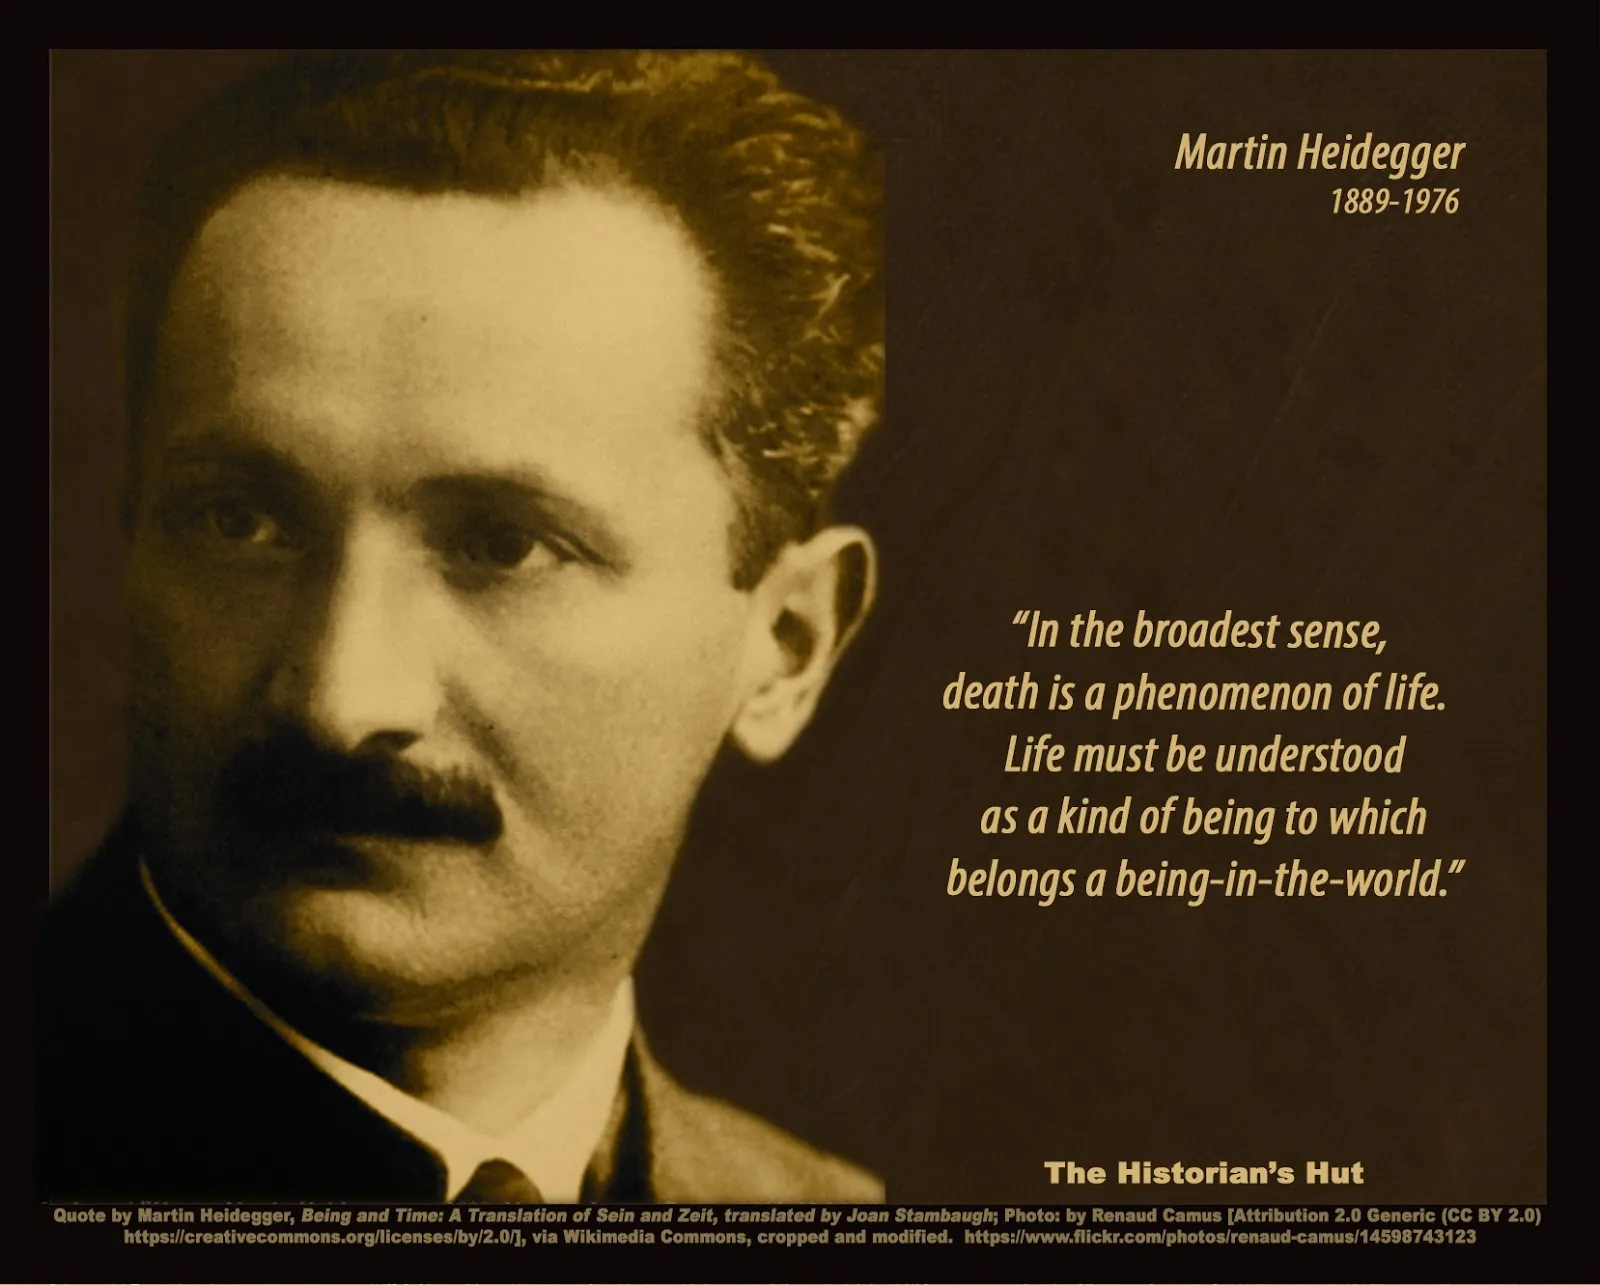 Martin Heidegger
1889-1976
“In the broadest sense,
death is a phenomenon of life.
Life must be understood
as a kind of being to which
belongs a being-in-the-world.”
The Historian’s Hut
Quote by Martin Heidegger, Being and Time: A Translation of Sein and Zeit, translated by Joan Stambaugh; Photo: by Renaud Camus [Attribution 2.0 Generic (CC BY 2.0)
https://creativecommons.org/licenses/by/2.0/], via Wikimedia Commons, cropped and modified. https://www.flickr.com/photos/renaud-camus/14598743123